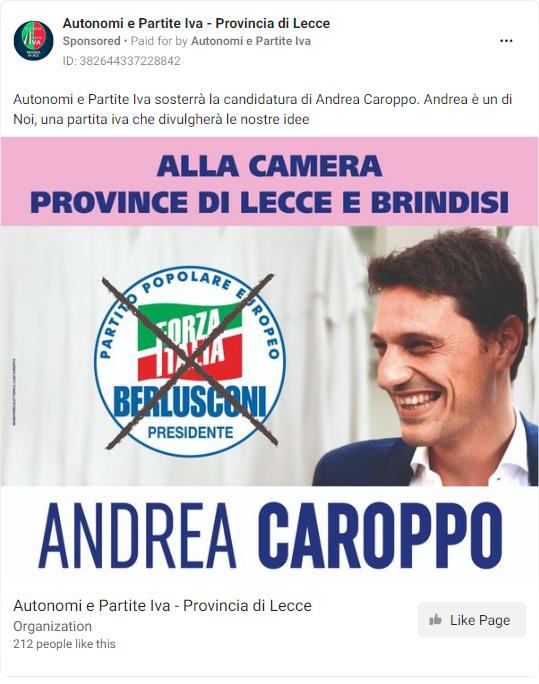 Autonomi e Partite Iva - Provincia di Lecce
Sponsored • Paid for by Autonomi e Partite Iva
ID: 382644337228842
Autonomi e Partite Iva sosterrà la candidatura di Andrea Caroppo. Andrea è un di
Noi, una partita iva che divulgherà le nostre idee
ALLA CAMERA
PROVINCE DI LECCE E BRINDISI
PARTITO POPOLARE EUROPEO
FORZA
ITALIA
BERLUSCONI
PRESIDENTE
ANDREA CAROPPO
Autonomi e Partite Iva - Provincia di Lecce
Organization
212 people like this
Like Page